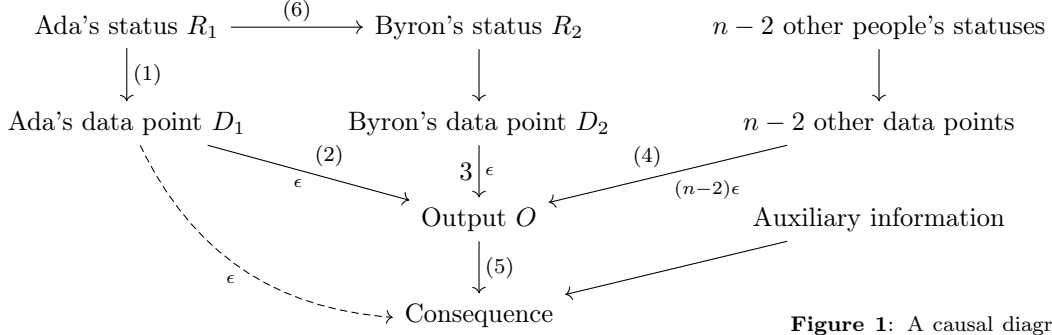 (6)
Ada's status R₁ Byron's status R₂ n − 2 other people's statuses
(1)
Ada's data point D₁ Byron's data point D₂ n − 2 other data points
(2) 3 ϵ (4)
ϵ (n−2)ϵ
Output O Auxiliary information
(5)
ϵ
Consequence
Figure 1: A causal diagr